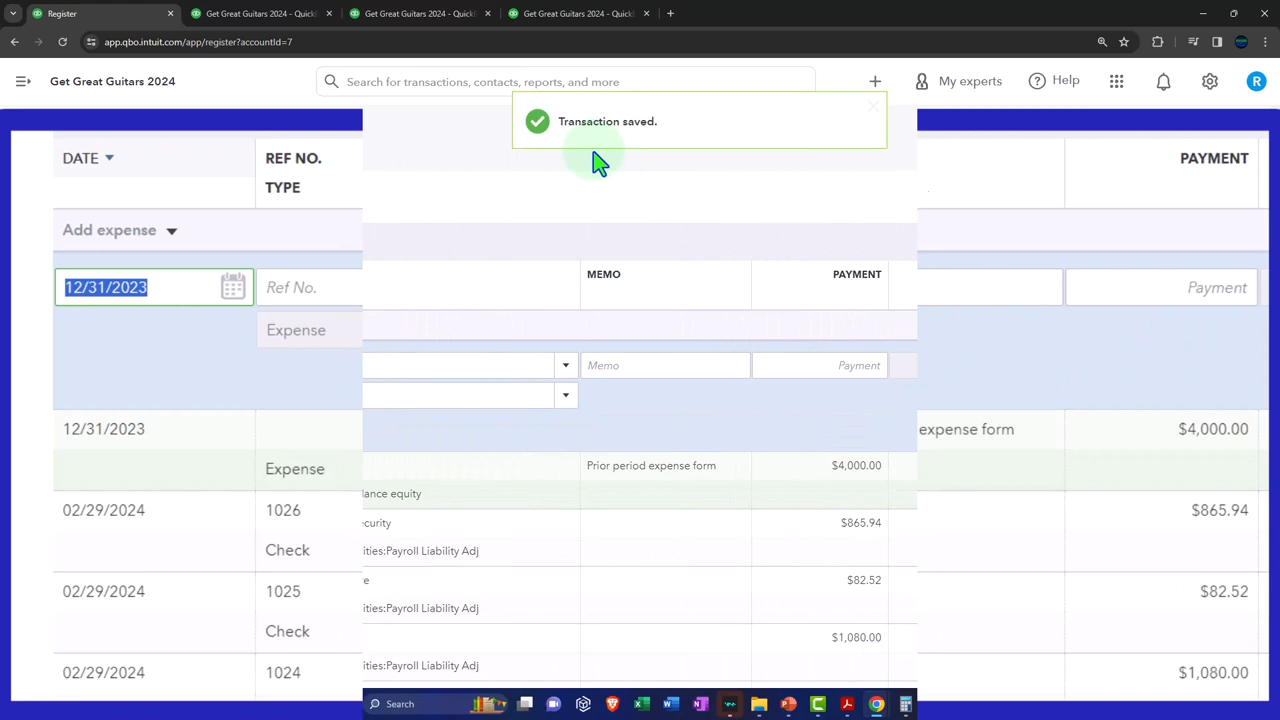 Register
Get Great Guitars 2024 - Quick
Get Great Guitars 2024 - QuickB
Get Great Guitars 2024 - QuickB
app.qbo.intuit.com/app/register?accountId=7
Get Great Guitars 2024
Search for transactions, contacts, reports, and more
My experts
Help
R
Transaction saved.
DATE
REF NO.
PAYMENT
TYPE
Add expense
MEMO
PAYMENT
12/31/2023
Ref No.
Payment
Expense
Memo
Payment
12/31/2023
expense form
$4,000.00
Expense
Prior period expense form
$4,000.00
lance equity
02/29/2024
1026
$865.94
ecurity
$865.94
Check
ities:Payroll Liability Adj
02/29/2024
1025
$82.52
e
$82.52
Check
ities:Payroll Liability Adj
$1,080.00
02/29/2024
1024
$1,080.00
ities:Payroll Liability Adj
Search